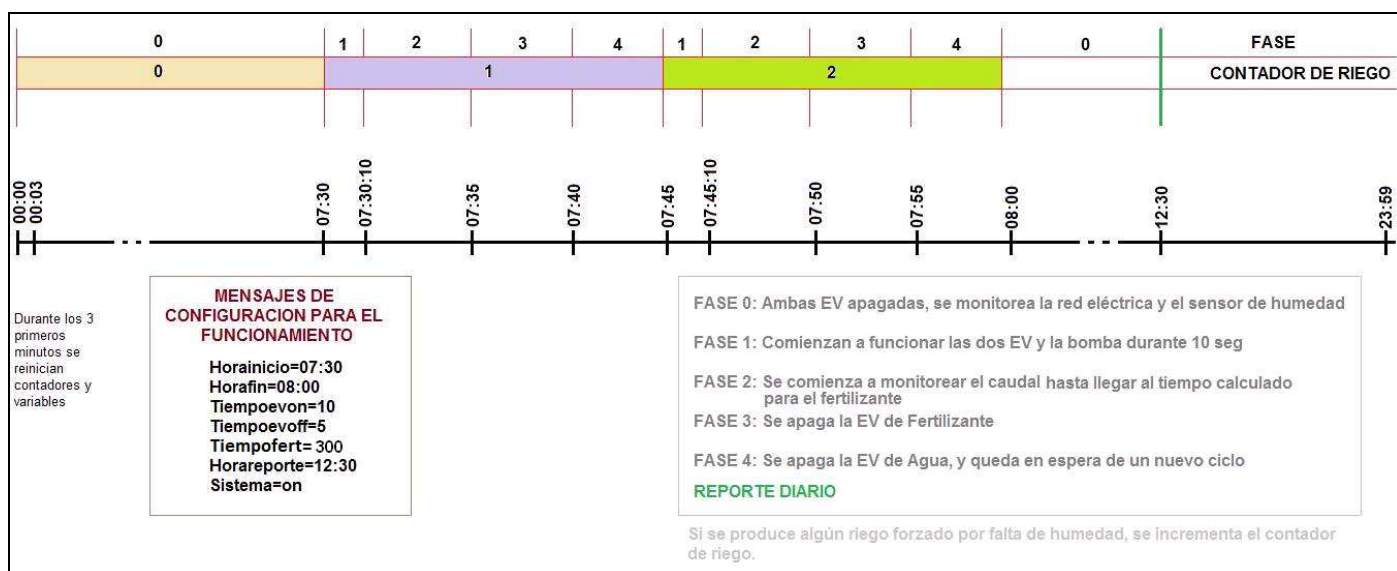 0 1 2 3 4 1 2 3 4 0 FASE
0 1 2 CONTADOR DE RIEGO
00:00 00:03 07:30 07:30:10 07:35 07:40 07:45 07:45:10 07:50 07:55 08:00 12:30 23:59
Durante los 3
primeros
minutos se
reinician
contadores y
variables
MENSAJES DE
CONFIGURACION PARA EL
FUNCIONAMIENTO
Horainicio=07:30
Horafin=08:00
Tiempoevon=10
Tiempoevoff=5
Tiempofert=300
Horareporte=12:30
Sistema=on
FASE 0: Ambas EV apagadas, se monitorea la red eléctrica y el sensor de humedad
FASE 1: Comienzan a funcionar las dos EV y la bomba durante 10 seg
FASE 2: Se comienza a monitorear el caudal hasta llegar al tiempo calculado
para el fertilizante
FASE 3: Se apaga la EV de Fertilizante
FASE 4: Se apaga la EV de Agua, y queda en espera de un nuevo ciclo
REPORTE DIARIO
Si se produce algún riego forzado por falta de humedad, se incrementa el contador
de riego.